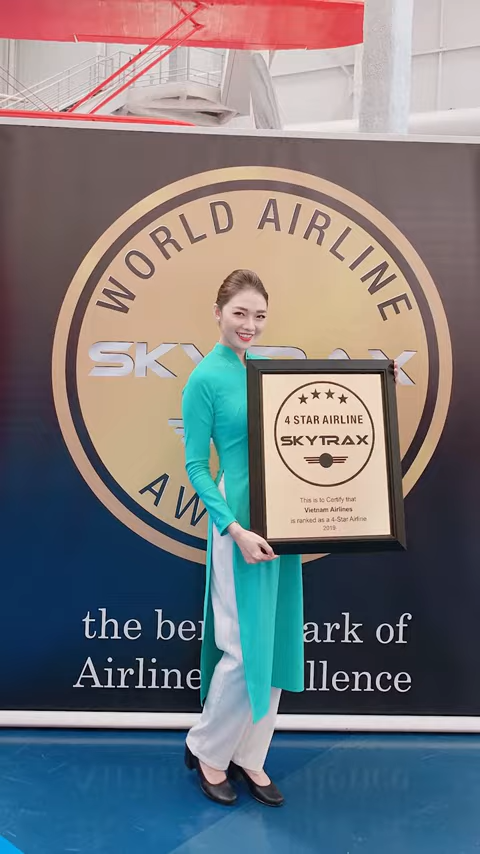 WORLD AIRLINE
SKYTRAX
AW
the be
ark of
Airline
llence
4 STAR AIRLINE
SKYTRAX
This is to Certify that
Vietnam Airlines
is ranked as a 4-Star Airline
2019